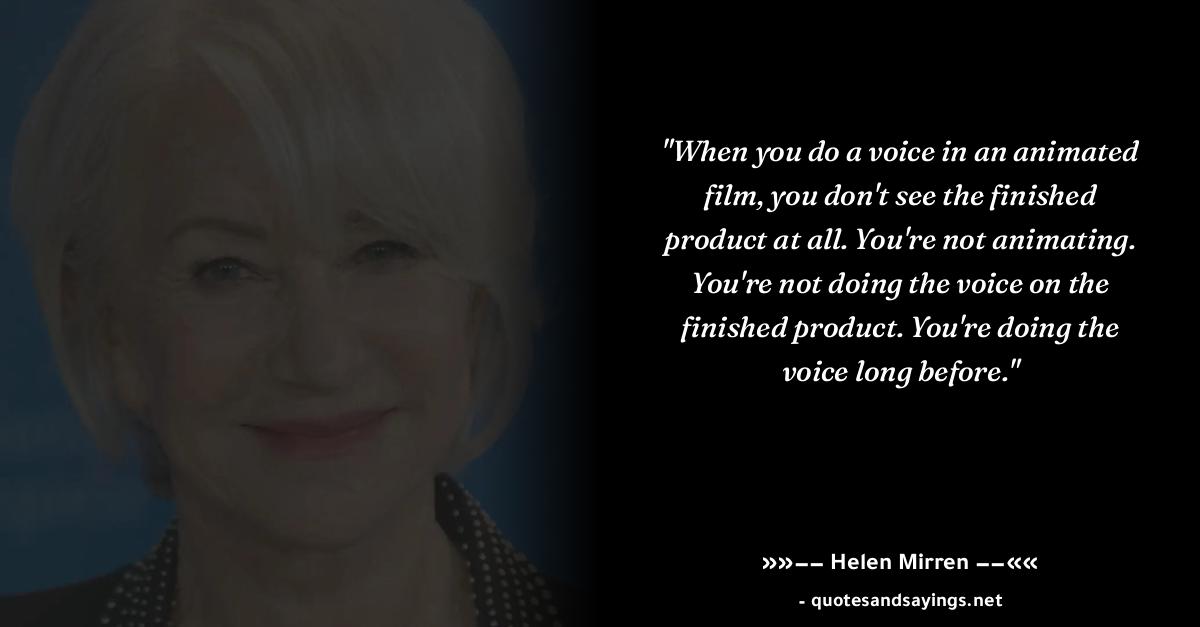 "When you do a voice in an animated
film, you don't see the finished
product at all. You're not animating.
You're not doing the voice on the
finished product. You're doing the
voice long before."
»»–– Helen Mirren ––««
- quotesandsayings.net